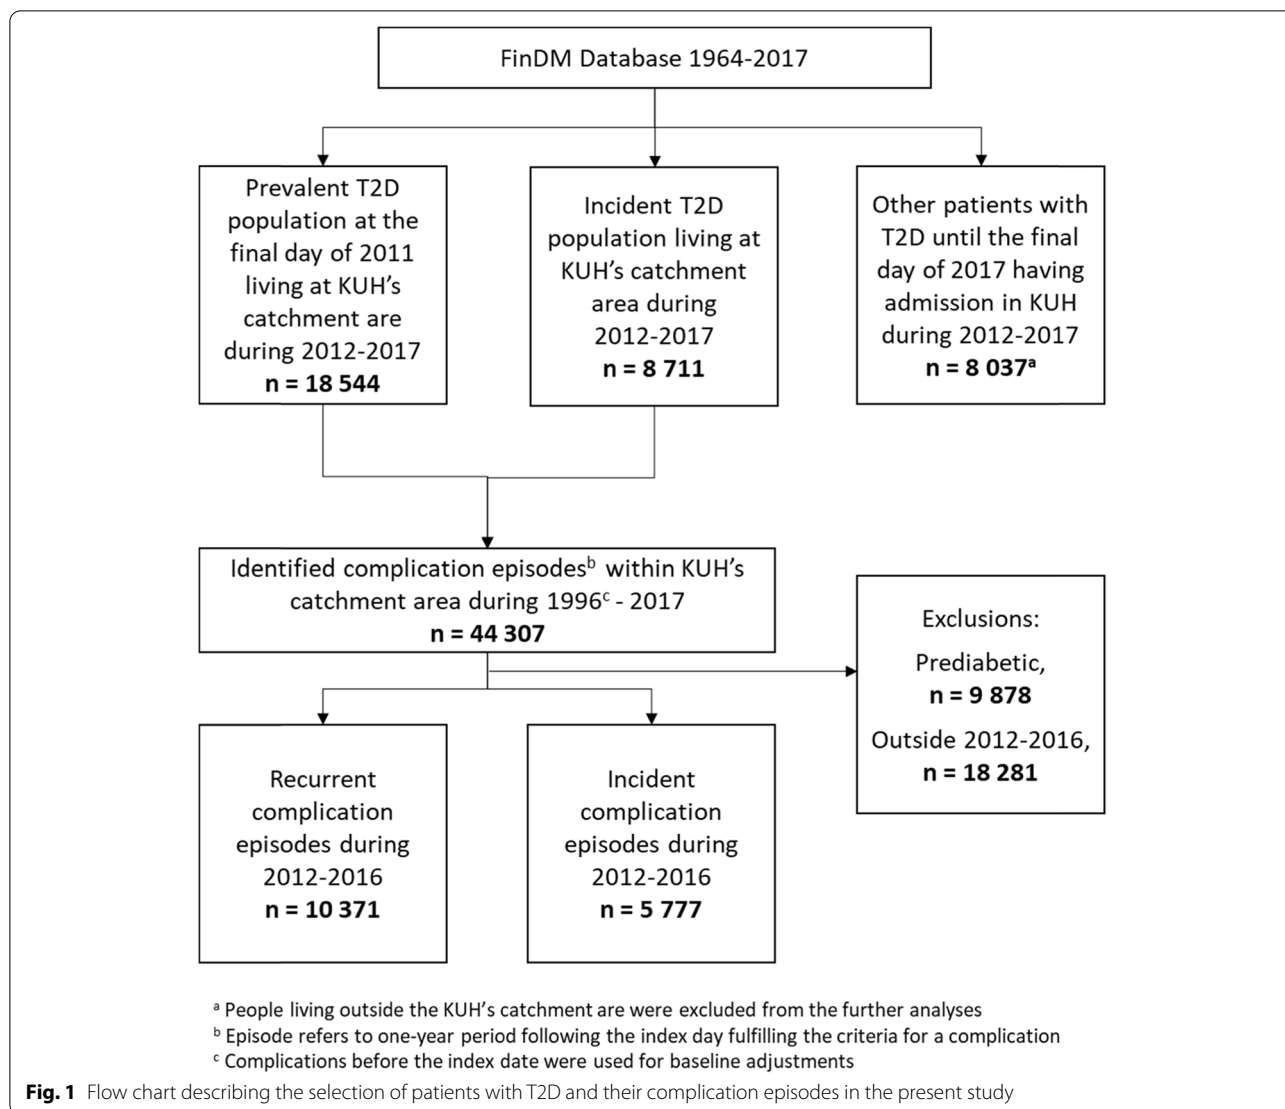 FinDM Database 1964-2017
Prevalent T2D
population at the
final day of 2011
living at KUH's
catchment are
during 2012-2017
n = 18 544
Incident T2D
population living at
KUH's catchment
area during
2012-2017
n = 8 711
Other patients with
T2D until the final
day of 2017 having
admission in KUH
during 2012-2017
n = 8 037ᵃ
Identified complication episodesᵇ within KUH's
catchment area during 1996ᶜ - 2017
n = 44 307
Exclusions:
Prediabetic,
n = 9 878
Outside 2012-2016,
n = 18 281
Recurrent
complication
episodes during
2012-2016
n = 10 371
Incident
complication
episodes during
2012-2016
n = 5 777
ᵃ People living outside the KUH's catchment are were excluded from the further analyses
ᵇ Episode refers to one-year period following the index day fulfilling the criteria for a complication
ᶜ Complications before the index date were used for baseline adjustments
Fig. 1 Flow chart describing the selection of patients with T2D and their complication episodes in the present study